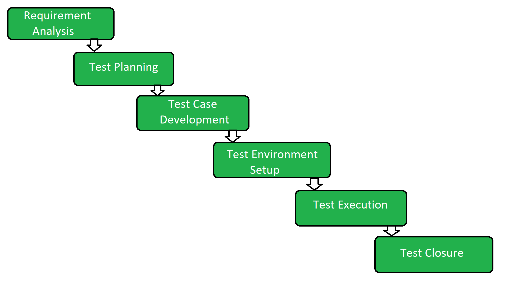 Requirement
Analysis
Test Planning
Test Case
Development
Test Environment
Setup
Test Execution
Test Closure